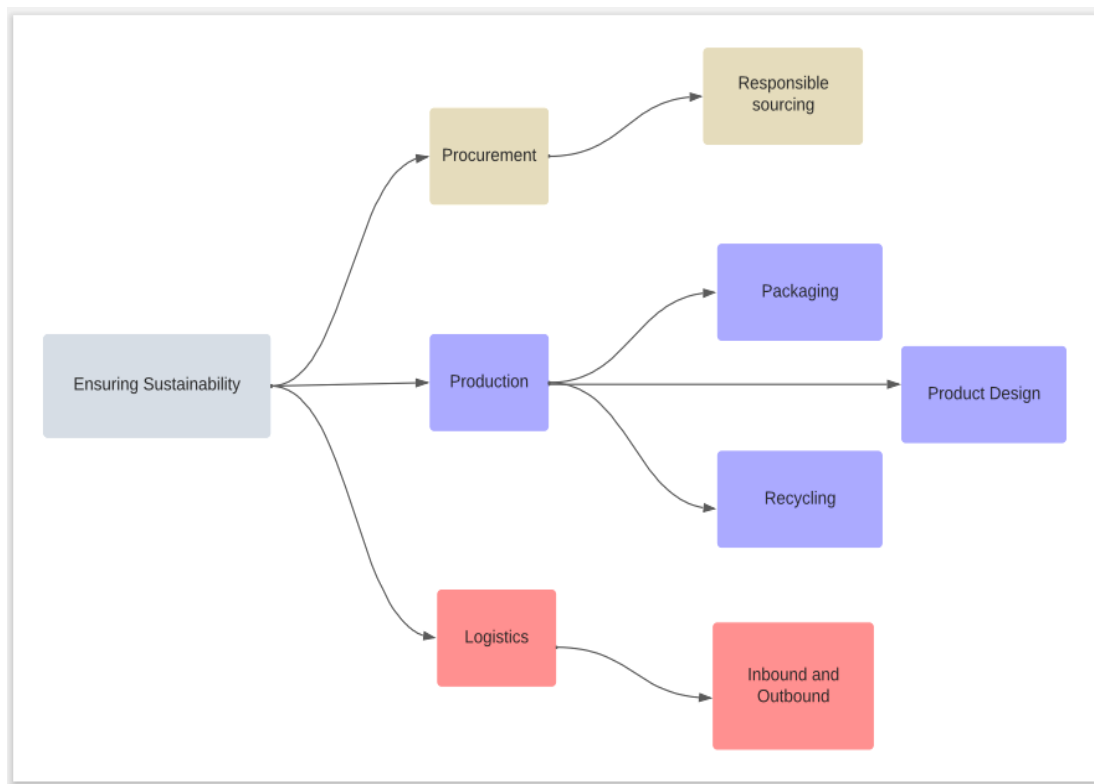 Responsible
sourcing
Procurement
Packaging
Ensuring Sustainability
Production
Product Design
Recycling
Logistics
Inbound and
Outbound